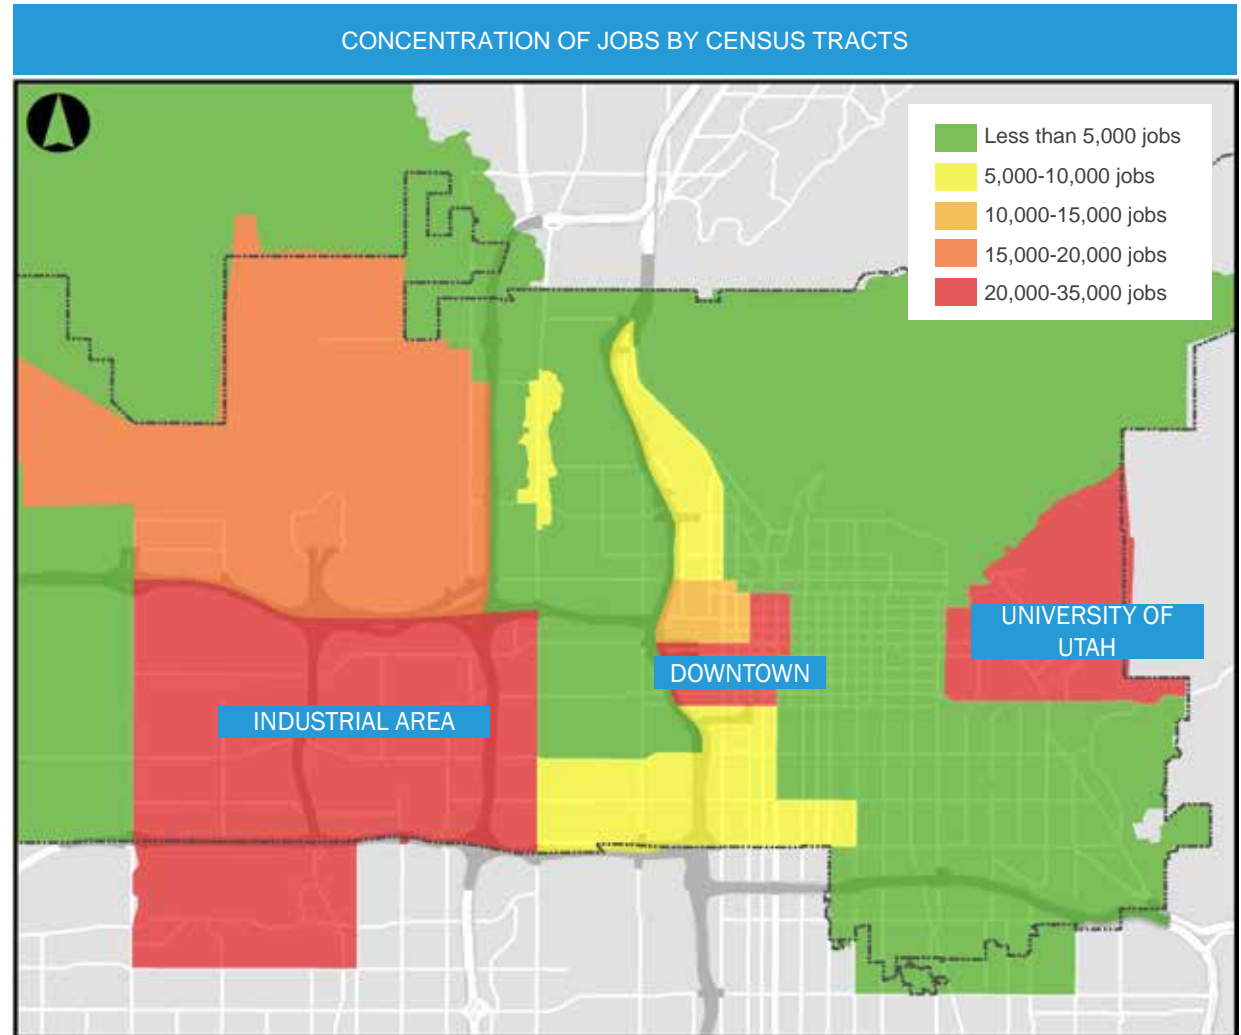 CONCENTRATION OF JOBS BY CENSUS TRACTS
Less than 5,000 jobs
5,000-10,000 jobs
10,000-15,000 jobs
15,000-20,000 jobs
20,000-35,000 jobs
UNIVERSITY OF
UTAH
DOWNTOWN
INDUSTRIAL AREA